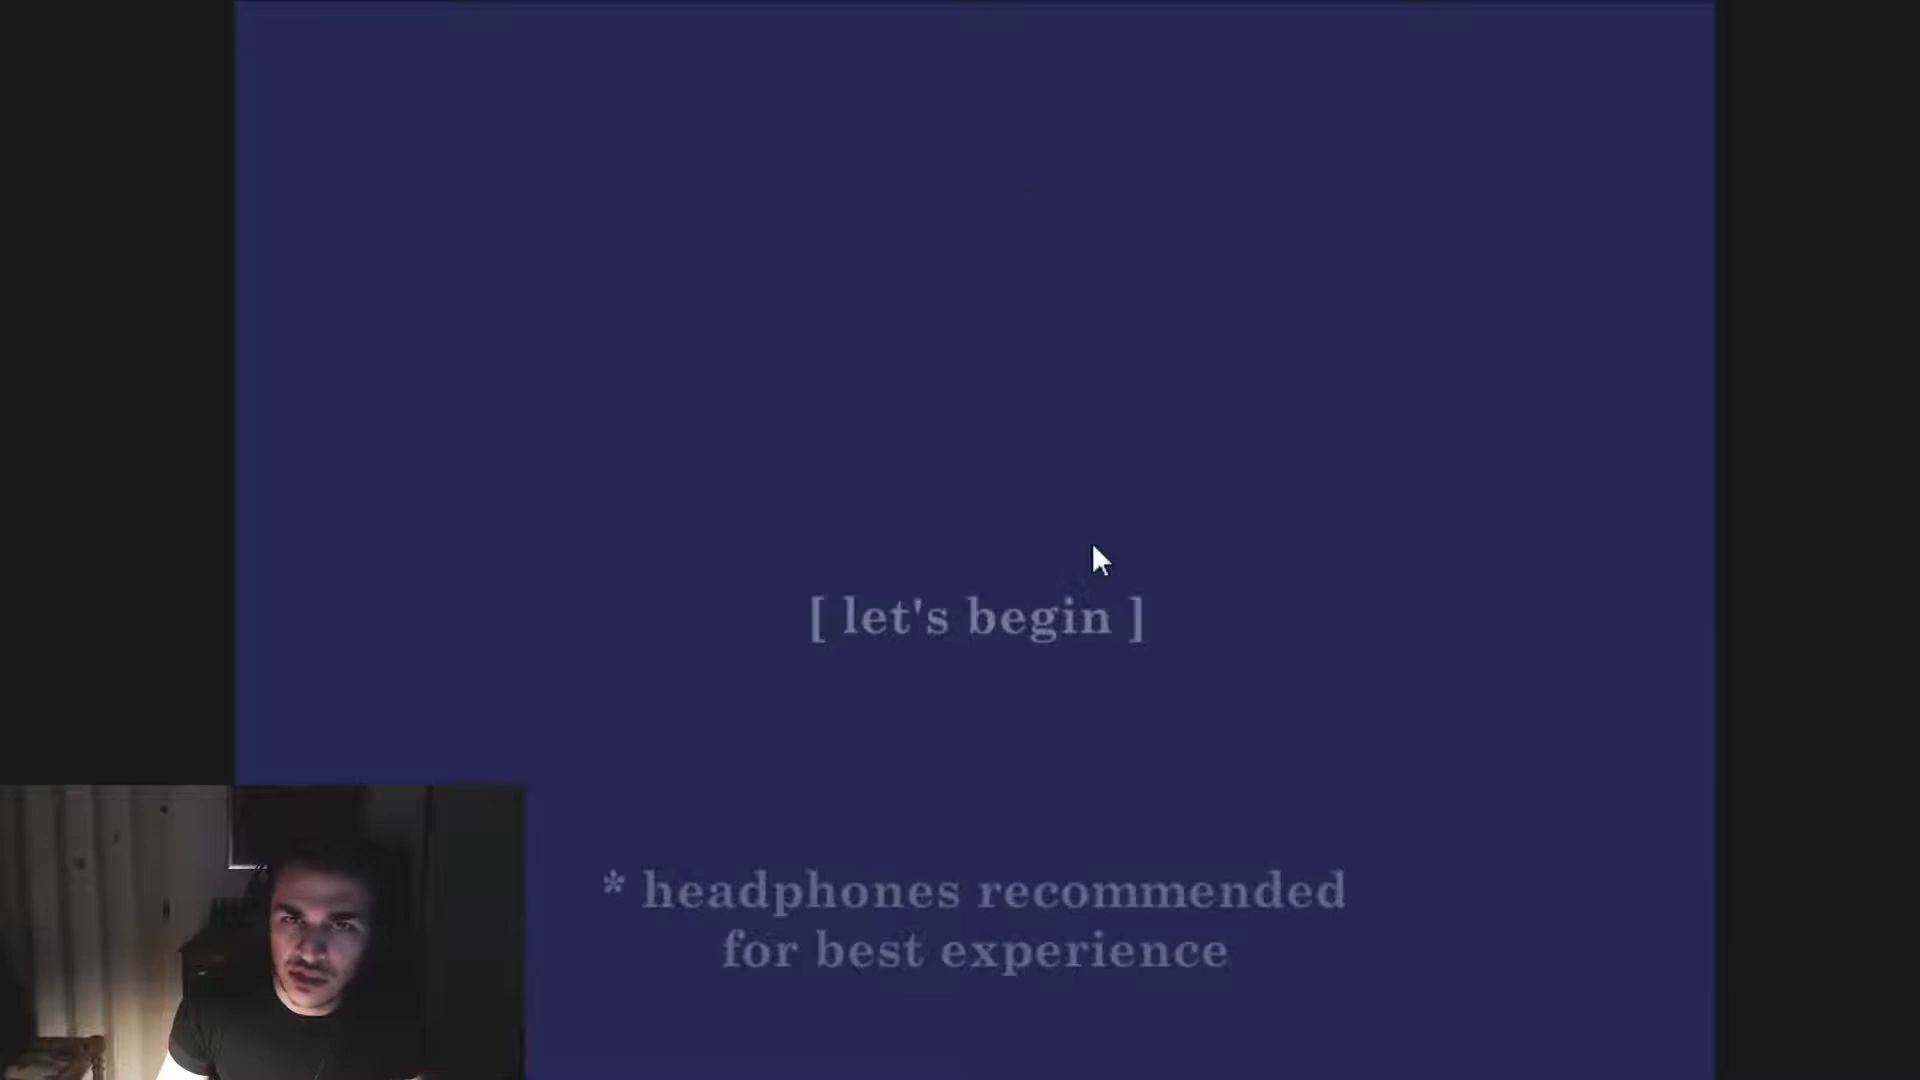 [ let's begin ]
* headphones recommended
for best experience